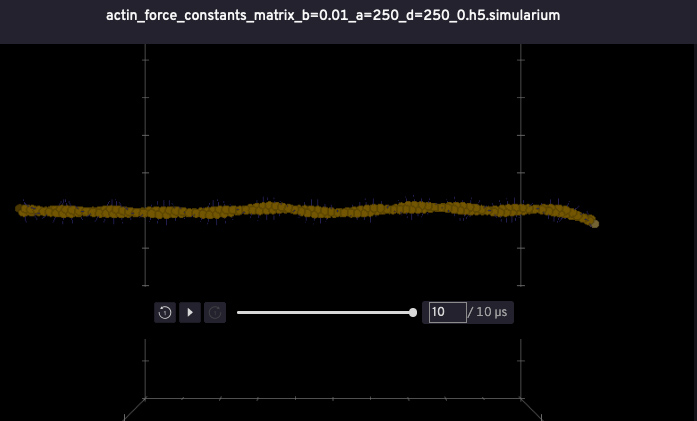 actin_force_constants_matrix_b=0.01_a=250_d=250_0.h5.simularium
10 / 10 µs